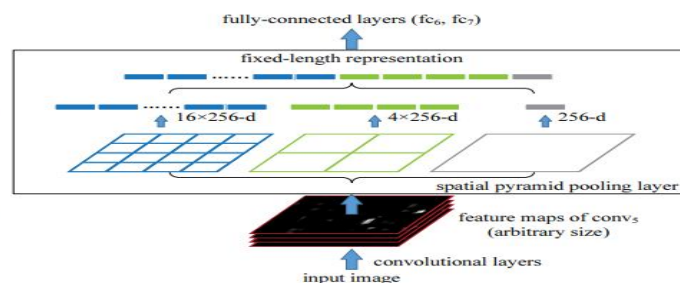 fully-connected layers (fc₆, fc₇)
fixed-length representation
16×256-d
4×256-d
256-d
spatial pyramid pooling layer
feature maps of conv₅
(arbitrary size)
convolutional layers
input image